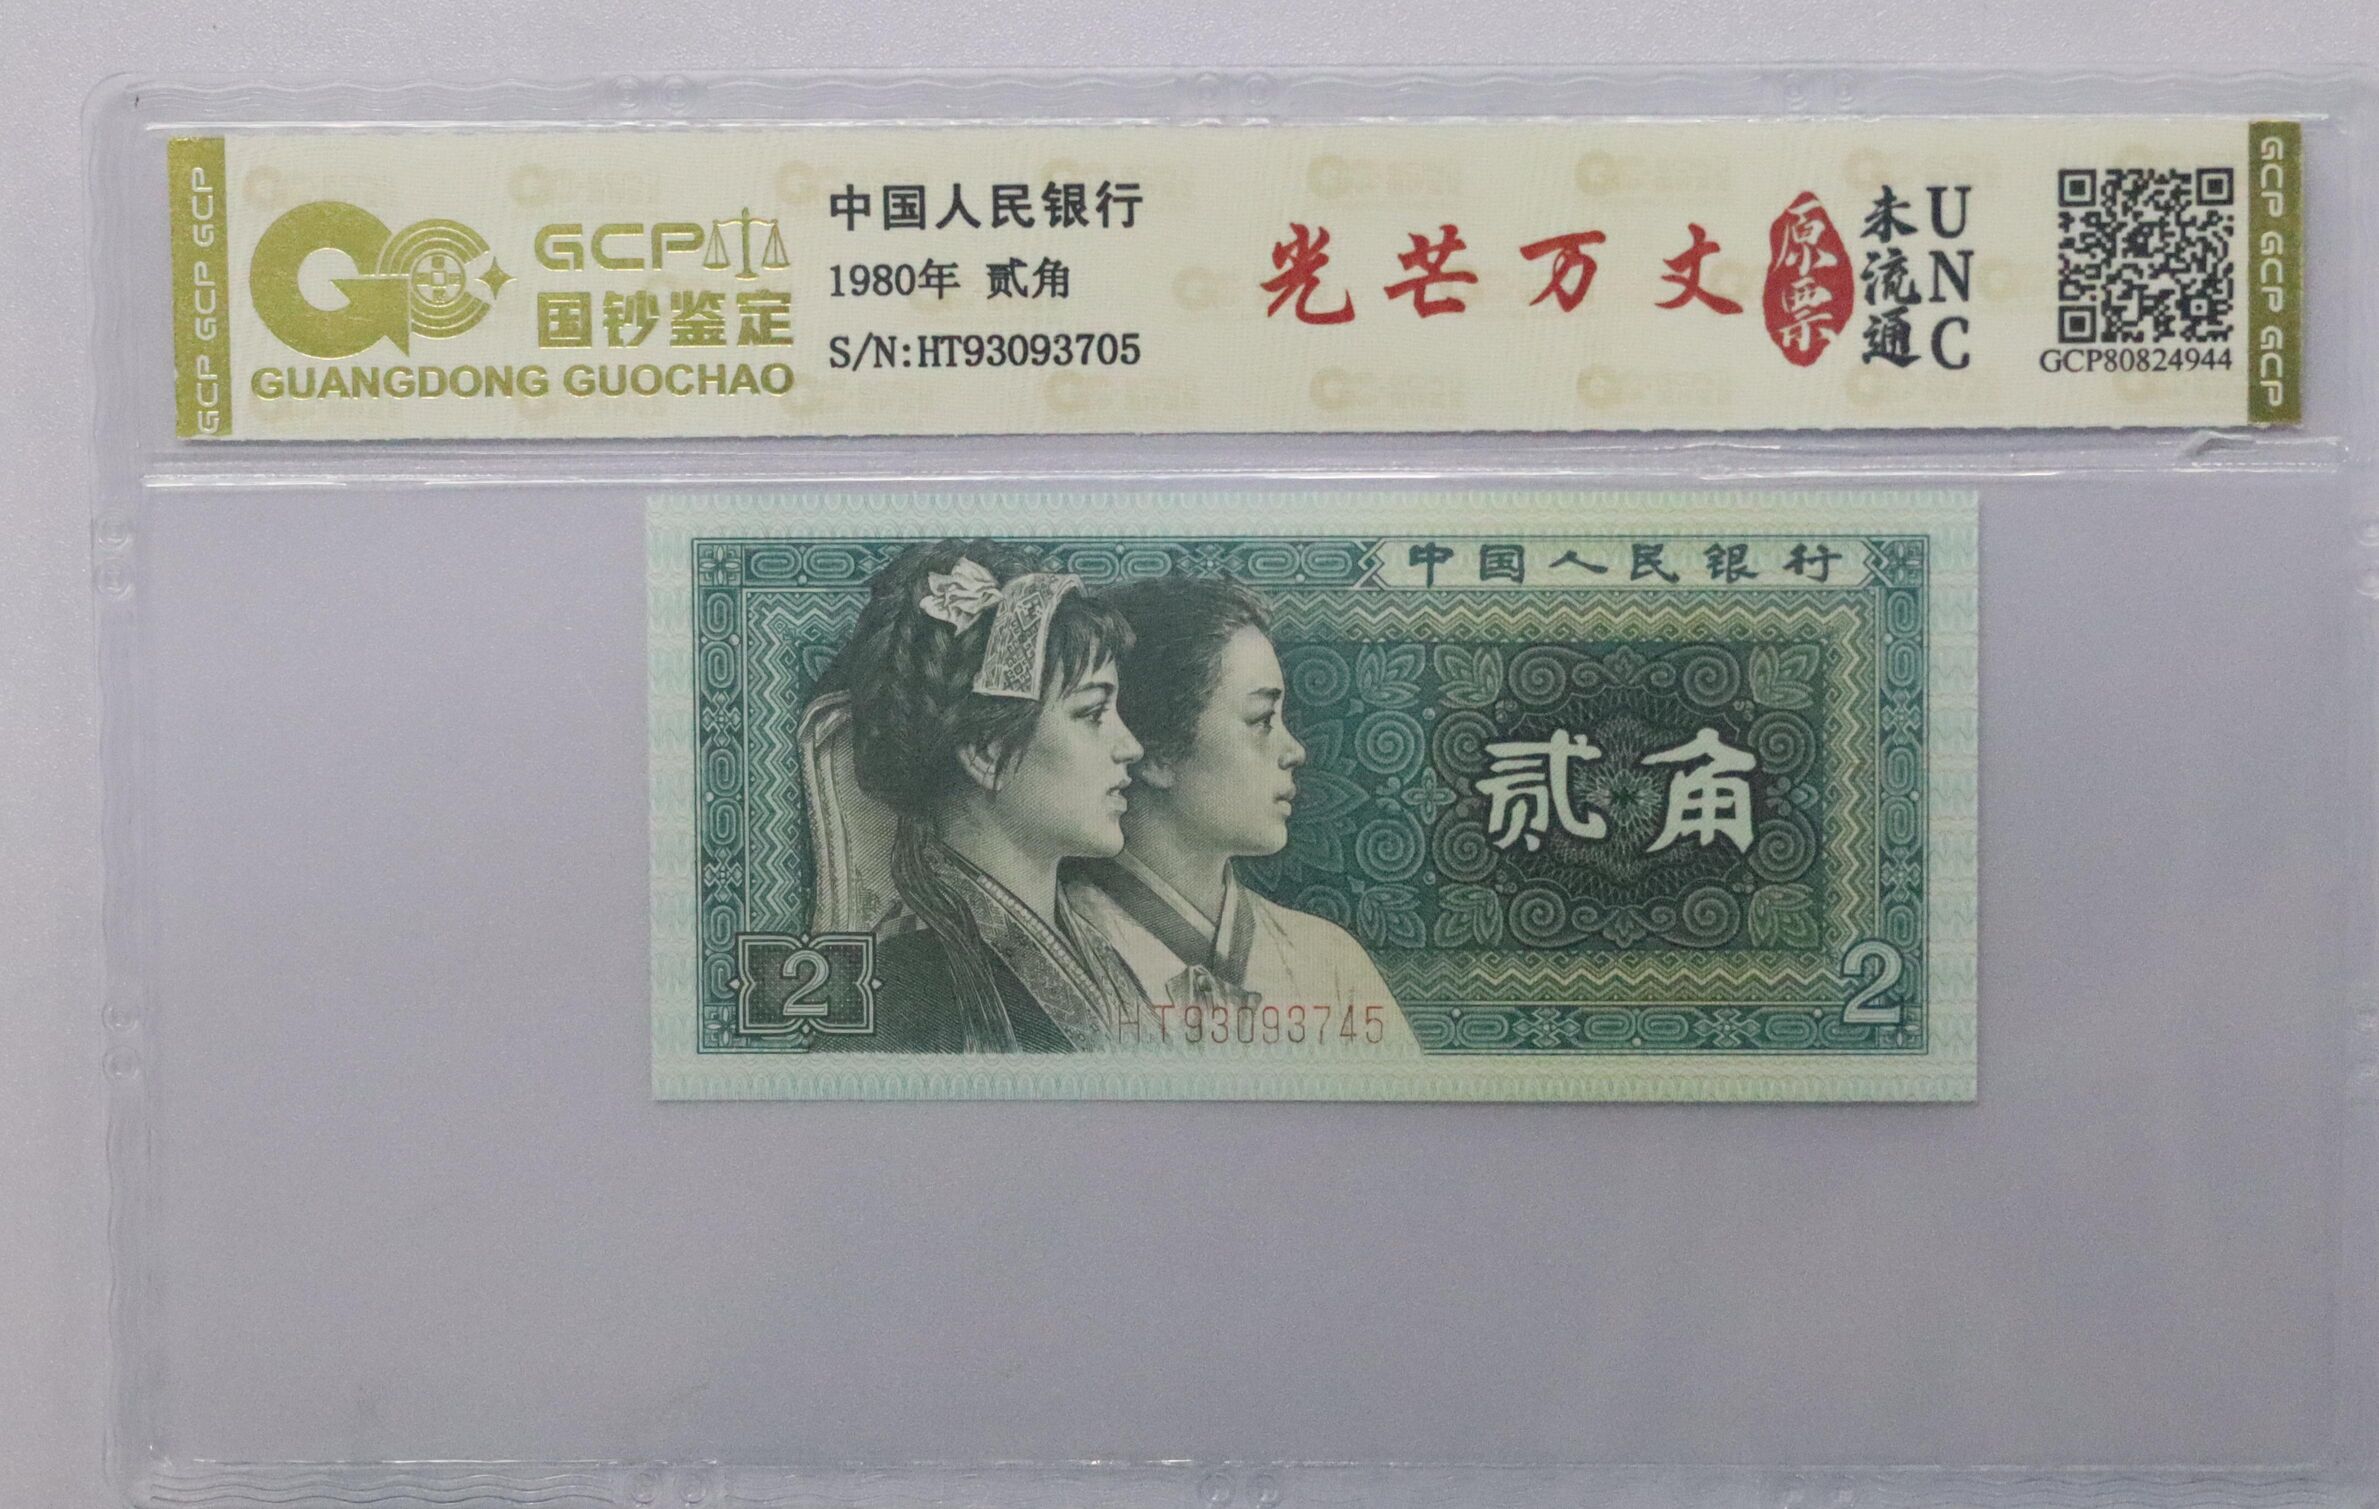 GCP GCP GCP
GCP
国钞鉴定
GUANGDONG GUOCHAO
中国人民银行
1980年 贰角
S/N:HT93093705
光芒万丈
原票
未流通
UNC
GCP80824944
GCP GCP GCP
中国人民银行
贰角
2
HT93093745
2